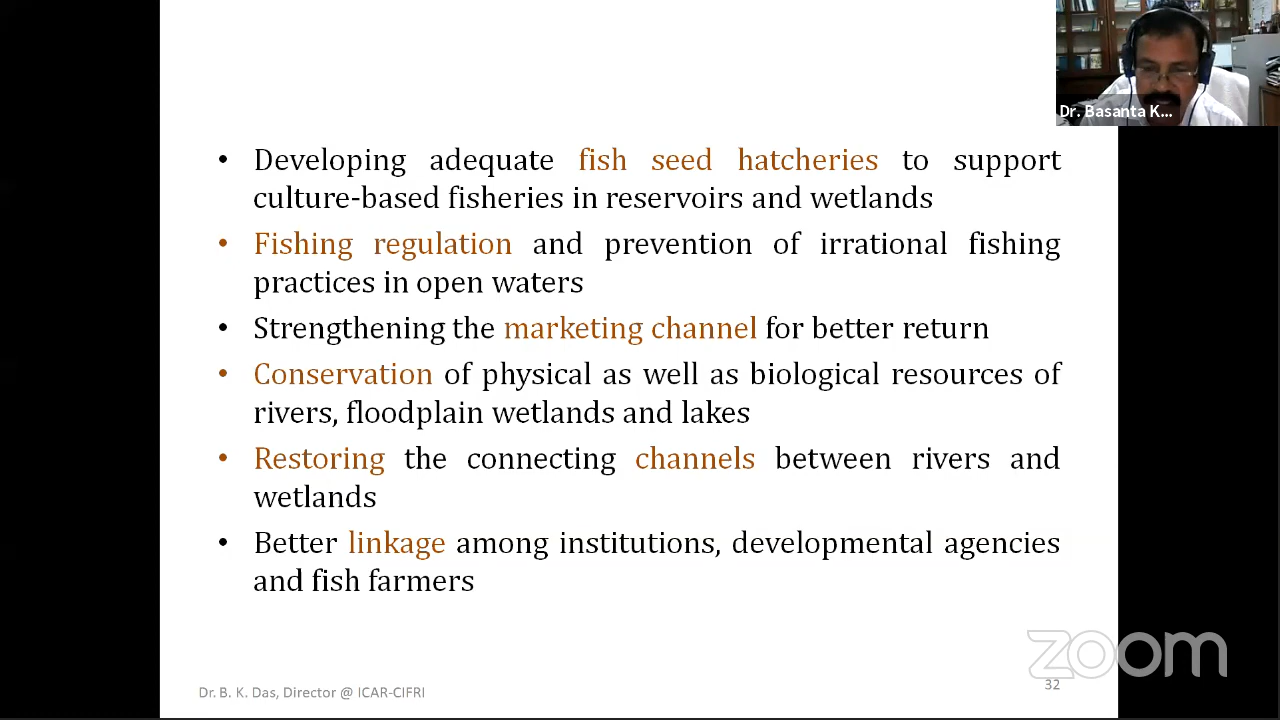 Dr. Basanta K...
• Developing adequate fish seed hatcheries to support
culture-based fisheries in reservoirs and wetlands
• Fishing regulation and prevention of irrational fishing
practices in open waters
• Strengthening the marketing channel for better return
• Conservation of physical as well as biological resources of
rivers, floodplain wetlands and lakes
• Restoring the connecting channels between rivers and
wetlands
• Better linkage among institutions, developmental agencies
and fish farmers
zoom
Dr. B. K. Das, Director @ ICAR-CIFRI
32